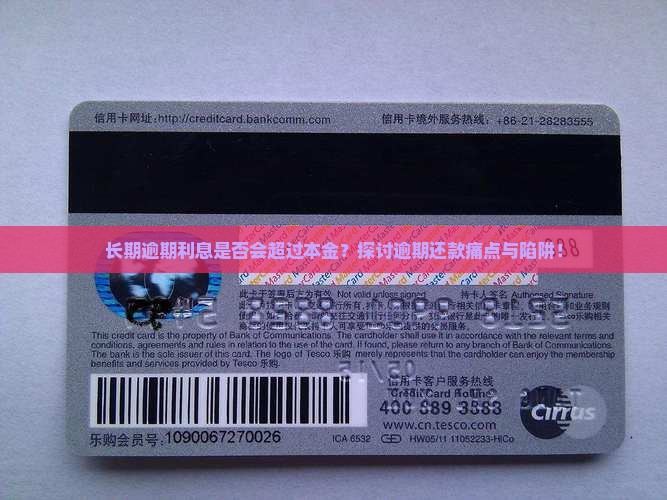 信用卡网址:http://creditcard.bankcomm.com
信用卡境外服务热线：+86-21-28283555
长期逾期利息是否会超过本金？探讨逾期还款痛点与陷阱！
此卡于签署后方为有效 Not valid unless signed
持卡人签名 Authorised Signature
This credit card is the property of Bank of Communications. The cardholder shall use it in accordance with the relevant terms and
conditions, agreements and rules in relation to the use of the card. If found, please return to any branch of Bank of Communications.
The bank is the sole issuer of this card. The logo of Tesco 乐购 merely represents that the cardholder can enjoy the membership
benefits and services provided by Tesco 乐购.
信用卡客户服务热线
Credit Card Hotline
400 889 3883
www.cn.tesco.com
Cirrus
乐购会员号:1090067270026
ICA 6532
HW05/11 11052233-HiCo